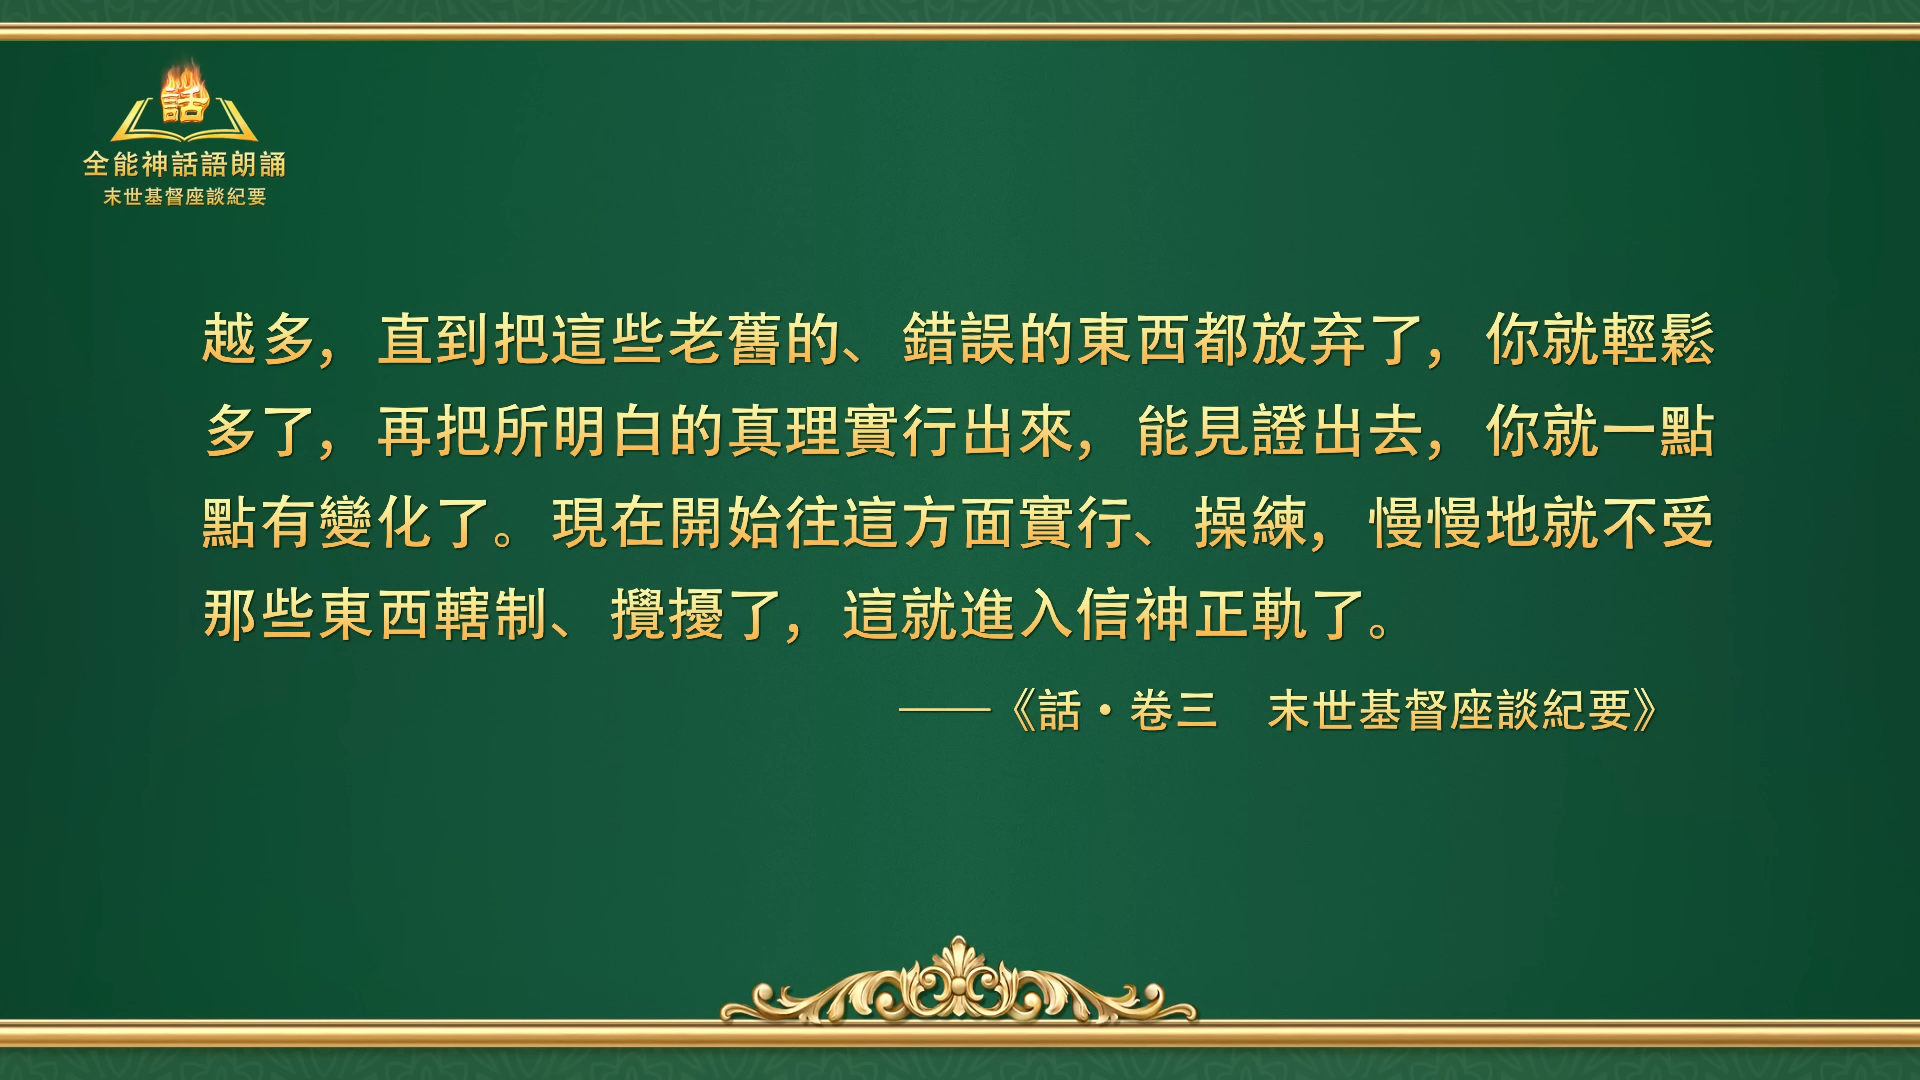 話
全能神話語朗誦
末世基督座談紀要
越多，直到把這些老舊的、錯誤的東西都放弃了，你就輕鬆
多了，再把所明白的真理實行出來，能見證出去，你就一點
點有變化了。現在開始往這方面實行、操練，慢慢地就不受
那些東西轄制、攪擾了，這就進入信神正軌了。
——《話・卷三　末世基督座談紀要》